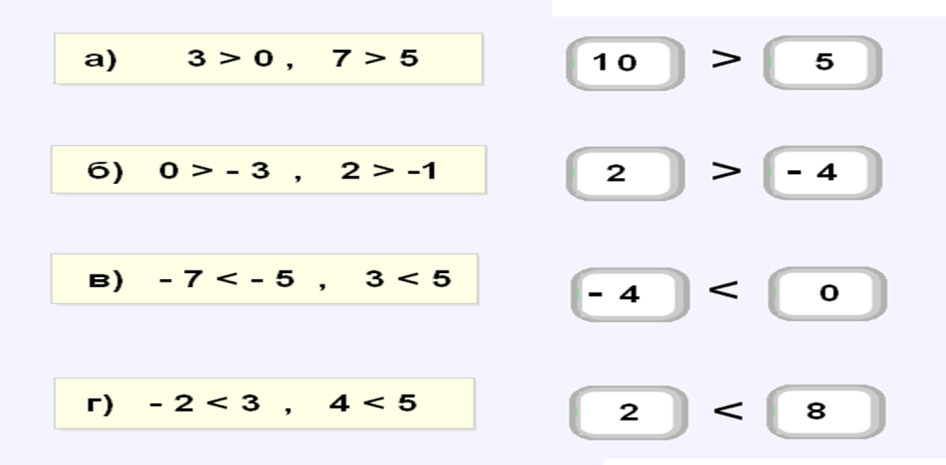 а) 3 > 0 , 7 > 5 10 > 5
б) 0 > - 3 , 2 > -1 2 > - 4
в) - 7 < - 5 , 3 < 5 - 4 < 0
г) - 2 < 3 , 4 < 5 2 < 8